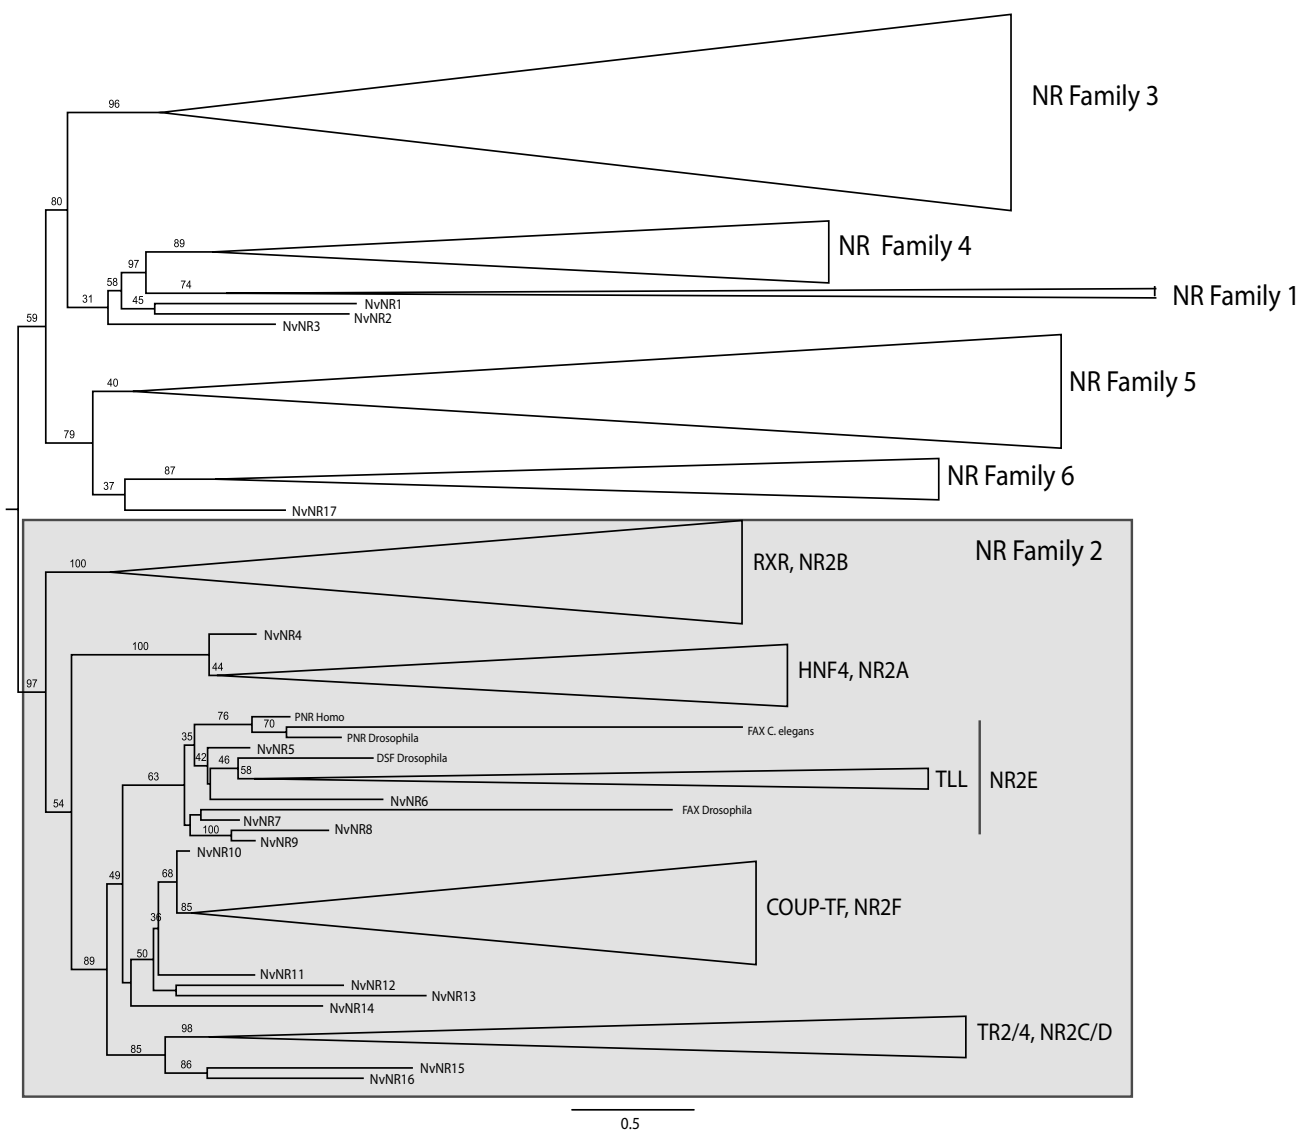 96
NR Family 3
80
89
NR Family 4
97
58
74
31
45
NvNR1
NR Family 1
NvNR2
59
NvNR3
40
NR Family 5
79
87
NR Family 6
37
NvNR17
NR Family 2
100
RXR, NR2B
NvNR4
100
44
HNF4, NR2A
97
76
PNR Homo
70
FAX C. elegans
35
PNR Drosophila
NvNR5
42
46
DSF Drosophila
58
63
TLL
NR2E
NvNR6
54
FAX Drosophila
NvNR7
100
NvNR8
NvNR9
NvNR10
49
68
85
COUP-TF, NR2F
36
50
89
NvNR11
NvNR12
NvNR13
NvNR14
98
TR2/4, NR2C/D
85
86
NvNR15
NvNR16
0.5